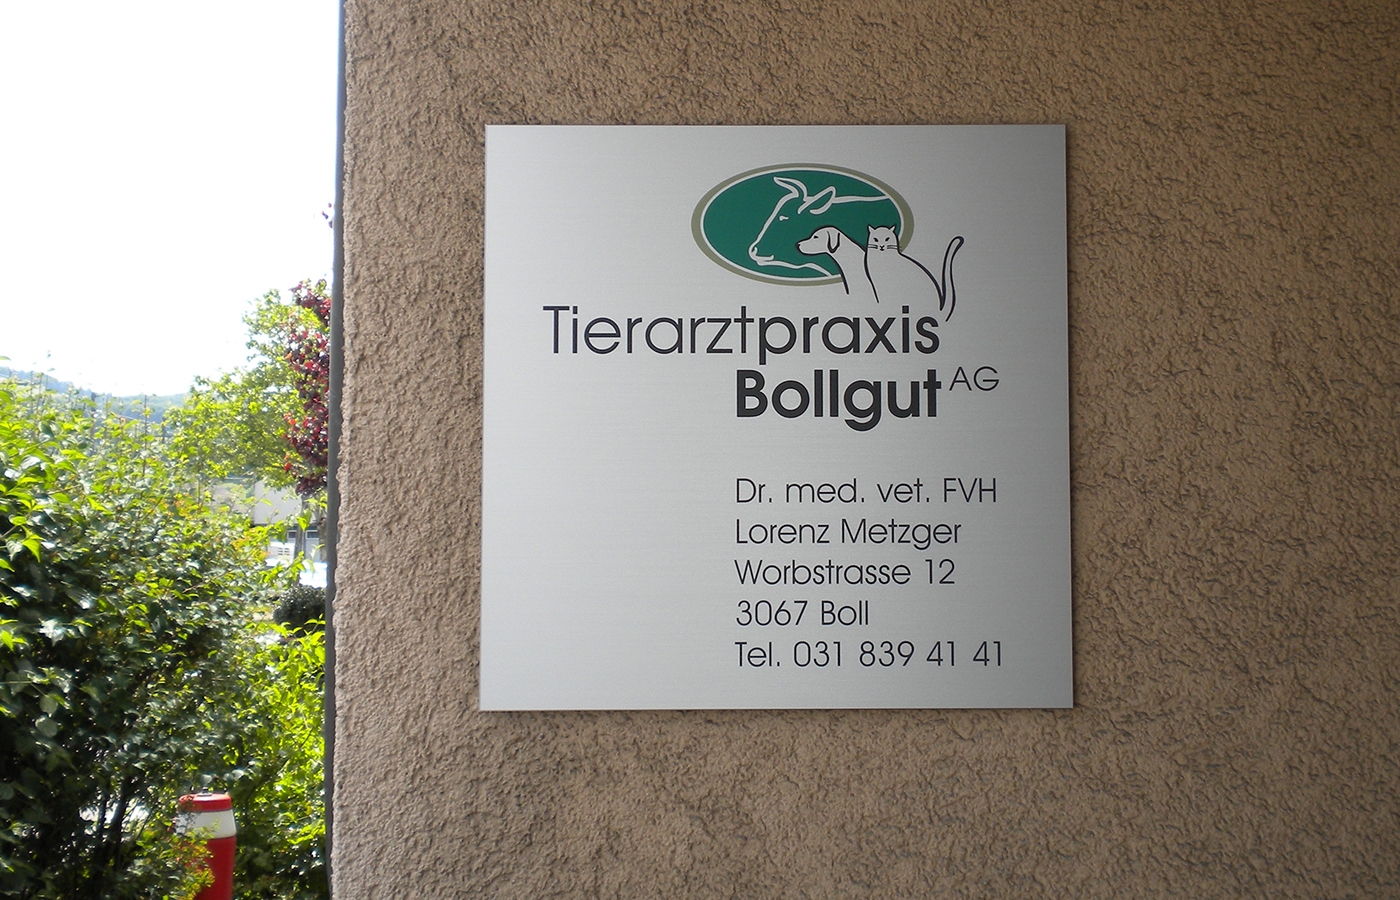 Tierarztpraxis
Bollgut AG
Dr. med. vet. FVH
Lorenz Metzger
Worbstrasse 12
3067 Boll
Tel. 031 839 41 41